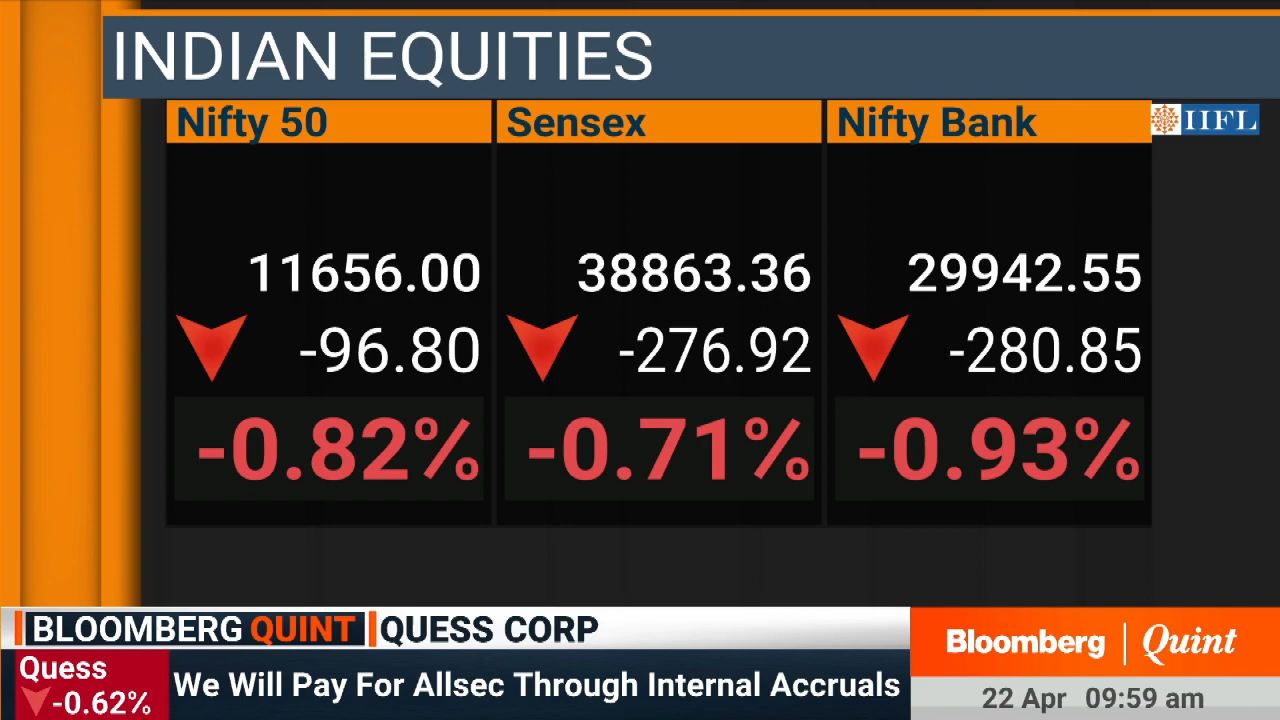 INDIAN EQUITIES
Nifty 50
11656.00
-96.80
-0.82%
Sensex
38863.36
-276.92
-0.71%
Nifty Bank
29942.55
-280.85
-0.93%
IIFL
BLOOMBERG QUINT QUESS CORP
Quess
-0.62%
We Will Pay For Allsec Through Internal Accruals
Bloomberg | Quint
22 Apr 09:59 am